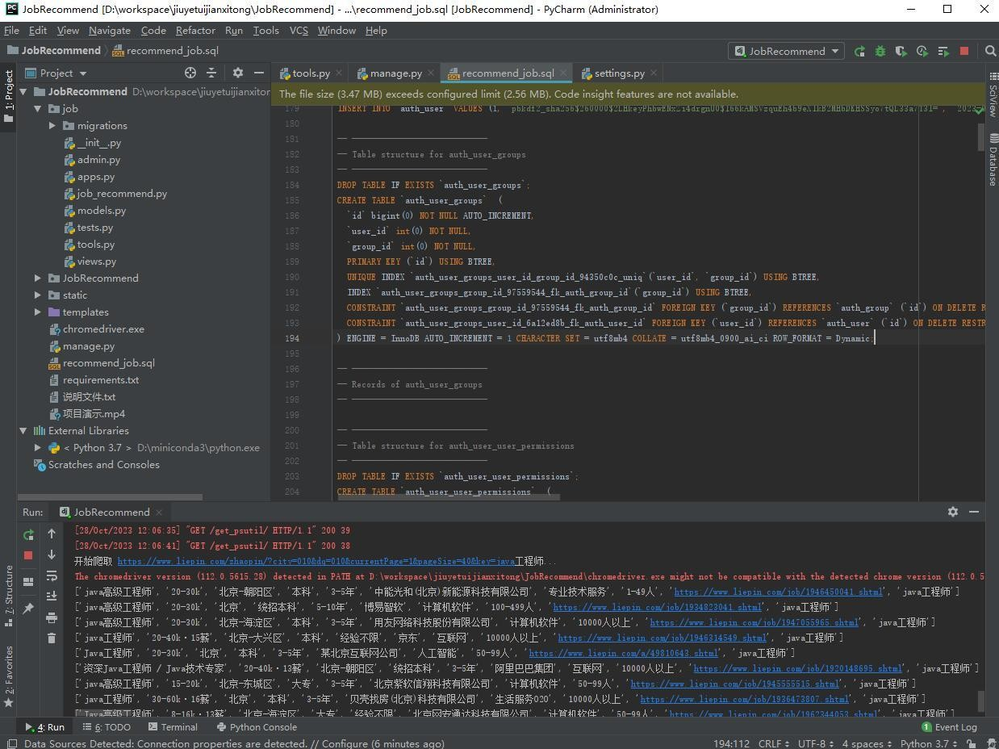 JobRecommend [D:\workspace\jiuyetuijianxitong\JobRecommend] - ...\recommend_job.sql [JobRecommend] - PyCharm (Administrator)
File Edit View Navigate Code Refactor Run Tools VCS Window Help
JobRecommend recommend_job.sql JobRecommend
Project
tools.py manage.py recommend_job.sql settings.py
The file size (3.47 MB) exceeds configured limit (2.56 MB). Code insight features are not available.
1: Project
JobRecommend D:\workspace\jiuyetuijianxitor
job
migrations
__init__.py
admin.py
apps.py
job_recommend.py
models.py
tests.py
tools.py
views.py
JobRecommend
static
templates
chromedriver.exe
manage.py
recommend_job.sql
requirements.txt
说明文件.txt
项目演示.mp4
External Libraries
< Python 3.7 > D:\miniconda3\python.exe
Scratches and Consoles
179 INSERT INTO `auth_user` VALUES (1,
180
181 -- ----------------------------
182 -- Table structure for auth_user_groups
183 -- ----------------------------
184 DROP TABLE IF EXISTS `auth_user_groups`;
185 CREATE TABLE `auth_user_groups`  (
186 `id` bigint(0) NOT NULL AUTO_INCREMENT,
187 `user_id` int(0) NOT NULL,
188 `group_id` int(0) NOT NULL,
189 PRIMARY KEY (`id`) USING BTREE,
190 UNIQUE INDEX `auth_user_groups_user_id_group_id_94350c0c_uniq`(`user_id`, `group_id`) USING BTREE,
191 INDEX `auth_user_groups_group_id_97559544_fk_auth_group_id`(`group_id`) USING BTREE,
192 CONSTRAINT `auth_user_groups_group_id_97559544_fk_auth_group_id` FOREIGN KEY (`group_id`) REFERENCES `auth_group` (`id`) ON DELETE R
193 CONSTRAINT `auth_user_groups_user_id_6a12ed8b_fk_auth_user_id` FOREIGN KEY (`user_id`) REFERENCES `auth_user` (`id`) ON DELETE RESTR
194 ) ENGINE = InnoDB AUTO_INCREMENT = 1 CHARACTER SET = utf8mb4 COLLATE = utf8mb4_0900_ai_ci ROW_FORMAT = Dynamic;
195
196 -- ----------------------------
197 -- Records of auth_user_groups
198 -- ----------------------------
199
200 -- ----------------------------
201 -- Table structure for auth_user_user_permissions
202 -- ----------------------------
203 DROP TABLE IF EXISTS `auth_user_user_permissions`;
204 CREATE TABLE `auth_user_user_permissions`  (
SciView
Database
Run: JobRecommend
7: Structure
2: Favorites
[28/Oct/2023 12:06:35] "GET /get_psutil/ HTTP/1.1" 200 39
[28/Oct/2023 12:06:41] "GET /get_psutil/ HTTP/1.1" 200 38
开始爬取 https://www.liepin.com/zhaopin/?city=010&dq=010&currentPage=1&pageSize=40&key=java工程师...
The chromedriver version (112.0.5615.28) detected in PATH at D:\workspace\jiuyetuijianxitong\JobRecommend\chromedriver.exe might not be compatible with the detected chrome version (112.0.5
['java高级工程师', '20-30k', '北京-朝阳区', '本科', '3-5年', '中能光和(北京)新能源科技有限公司', '专业技术服务', '1-49人', 'https://www.liepin.com/job/1946450041.shtml', 'java工程师']
['java高级工程师', '20-30k', '北京', '统招本科', '5-10年', '博易智软', '计算机软件', '100-499人', 'https://www.liepin.com/job/1934823041.shtml', 'java工程师']
['java高级工程师', '20-30k', '北京-海淀区', '本科', '3-5年', '用友网络科技股份有限公司', '计算机软件', '10000人以上', 'https://www.liepin.com/job/1947055965.shtml', 'java工程师']
['java工程师', '20-40k·15薪', '北京-大兴区', '本科', '经验不限', '京东', '互联网', '10000人以上', 'https://www.liepin.com/job/1946314549.shtml', 'java工程师']
['Java工程师', '20-30k', '北京', '本科', '3-5年', '某北京互联网公司', '人工智能', '50-99人', 'https://www.liepin.com/a/49810643.shtml', 'java工程师']
['资深Java工程师 / Java技术专家', '20-40k·13薪', '北京-朝阳区', '统招本科', '3-5年', '阿里巴巴集团', '互联网', '10000人以上', 'https://www.liepin.com/job/1920148695.shtml', 'java工程师']
['java高级工程师', '15-20k', '北京-东城区', '大专', '3-5年', '北京紫软信翔科技有限公司', '计算机软件', '50-99人', 'https://www.liepin.com/job/1945555515.shtml', 'java工程师']
['java工程师', '30-60k·16薪', '北京', '本科', '3-5年', '贝壳找房(北京)科技有限公司', '生活服务O2O', '10000人以上', 'https://www.liepin.com/job/1936473807.shtml', 'java工程师']
['Java高级工程师', '8-16k·13薪', '北京-海淀区', '大专', '经验不限', '北京网安通达科技有限公司', '计算机软件', '50-99人', 'https://www.liepin.com/job/1962344053.shtml', 'java工程师']
4: Run 6: TODO Terminal Python Console 1 Event Log
Data Sources Detected: Connection properties are detected. // Configure (6 minutes ago) 194:112 CRLF UTF-8 4 spaces Python 3.7